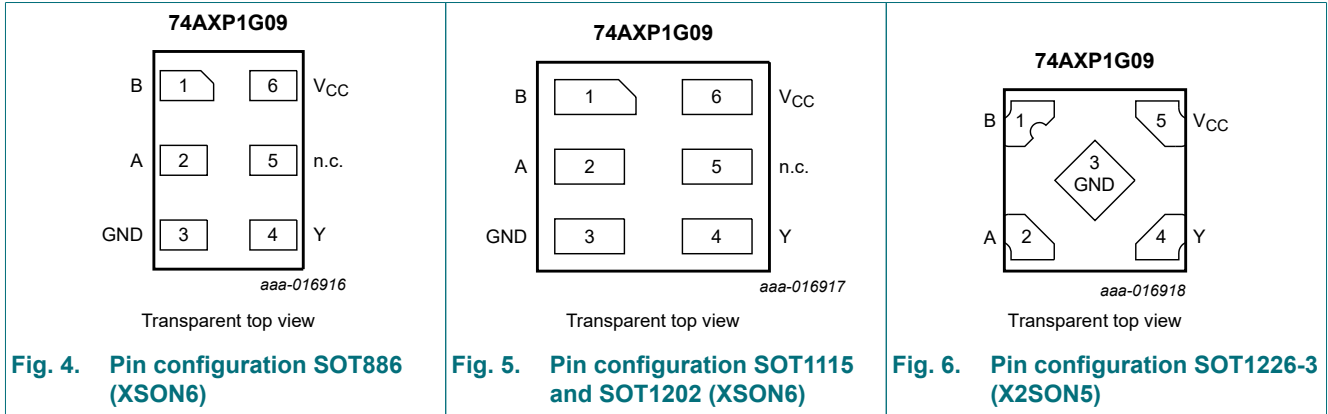 74AXP1G09
B 1 6 VCC
A 2 5 n.c.
GND 3 4 Y
aaa-016916
Transparent top view
Fig. 4. Pin configuration SOT886
(XSON6)
74AXP1G09
B 1 6 VCC
A 2 5 n.c.
GND 3 4 Y
aaa-016917
Transparent top view
Fig. 5. Pin configuration SOT1115
and SOT1202 (XSON6)
74AXP1G09
B 1 5 VCC
3
GND
A 2 4 Y
aaa-016918
Transparent top view
Fig. 6. Pin configuration SOT1226-3
(X2SON5)